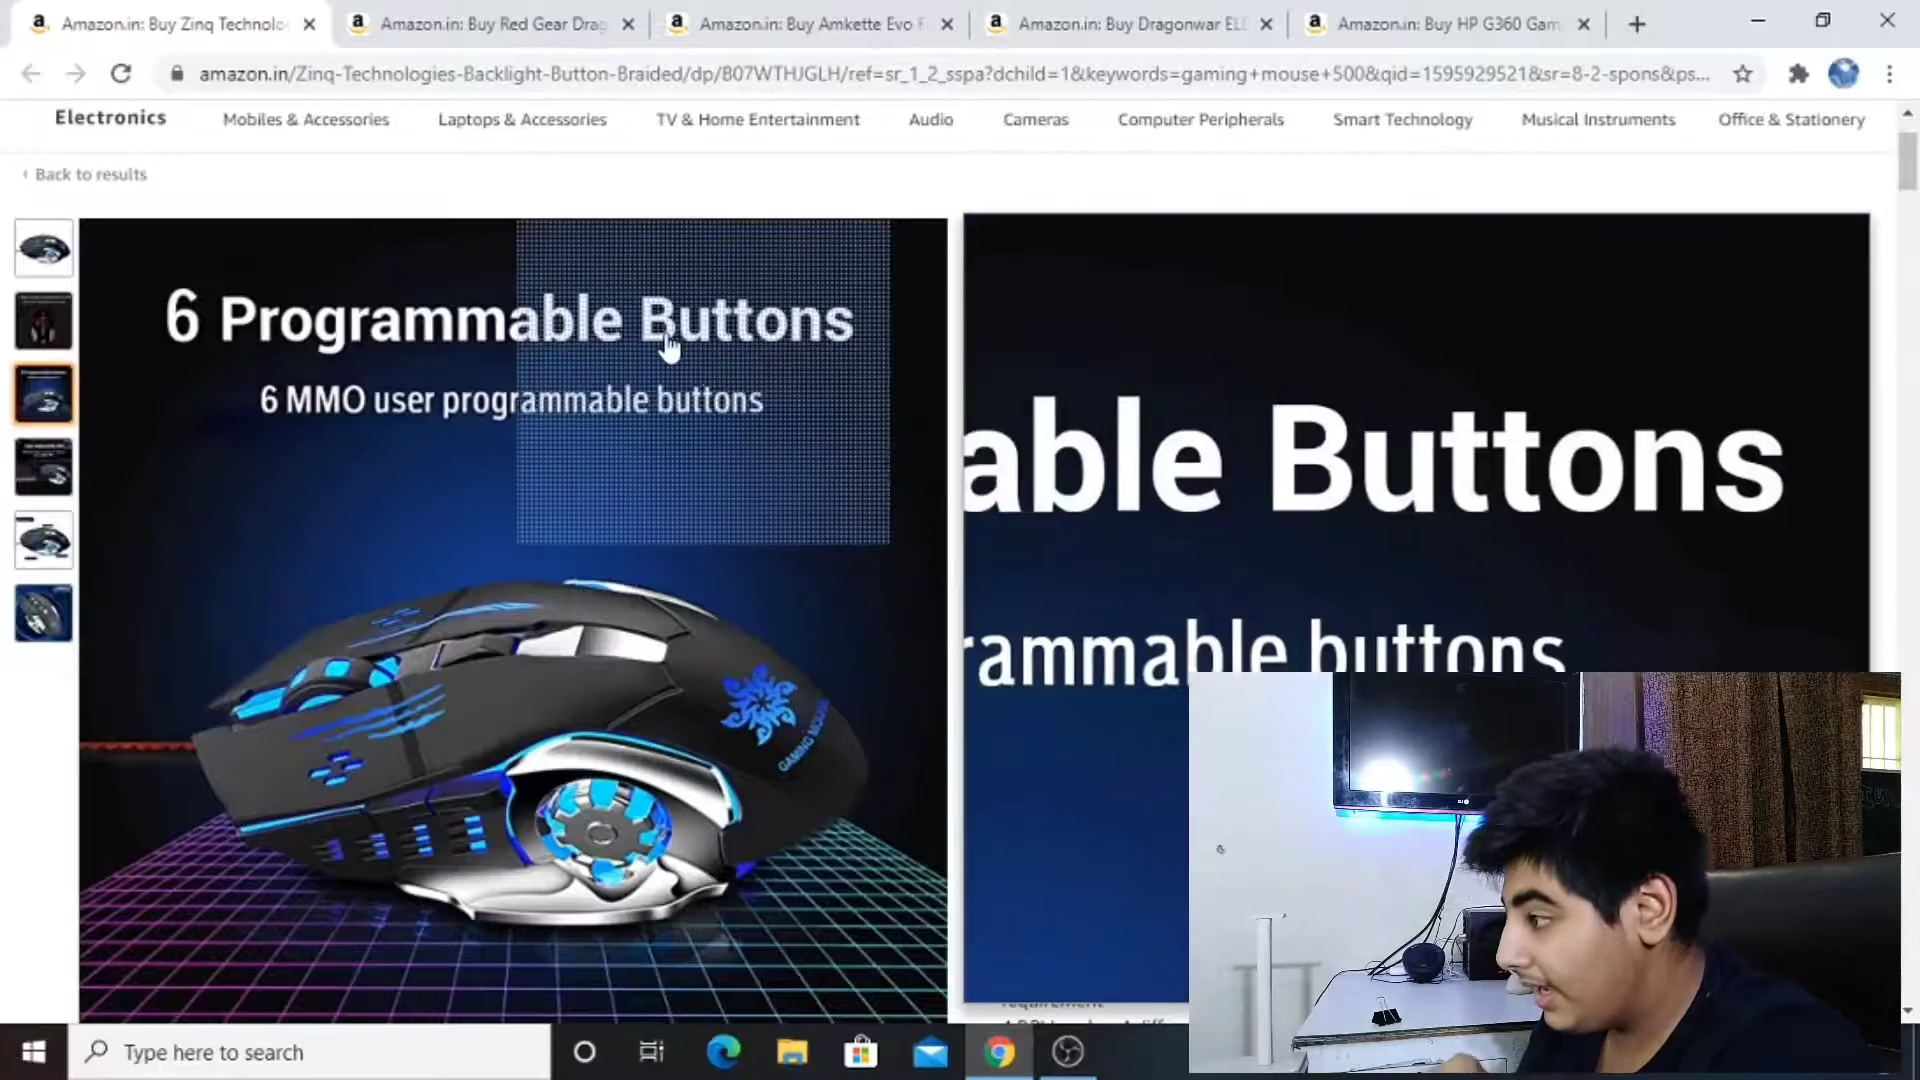 Amazon.in: Buy Zinq Technolo
Amazon.in: Buy Red Gear Drag
Amazon.in: Buy Amkette Evo F
Amazon.in: Buy Dragonwar ELE
Amazon.in: Buy HP G360 Gam
amazon.in/Zinq-Technologies-Backlight-Button-Braided/dp/B07WTHJGLH/ref=sr_1_2_sspa?dchild=1&keywords=gaming+mouse+500&qid=1595929521&sr=8-2-spons&ps...
Electronics Mobiles & Accessories Laptops & Accessories TV & Home Entertainment Audio Cameras Computer Peripherals Smart Technology Musical Instruments Office & Stationery
‹ Back to results
6 Programmable Buttons
6 MMO user programmable buttons
GAMING MOUSE
able Buttons
rammable buttons
requirement
Type here to search